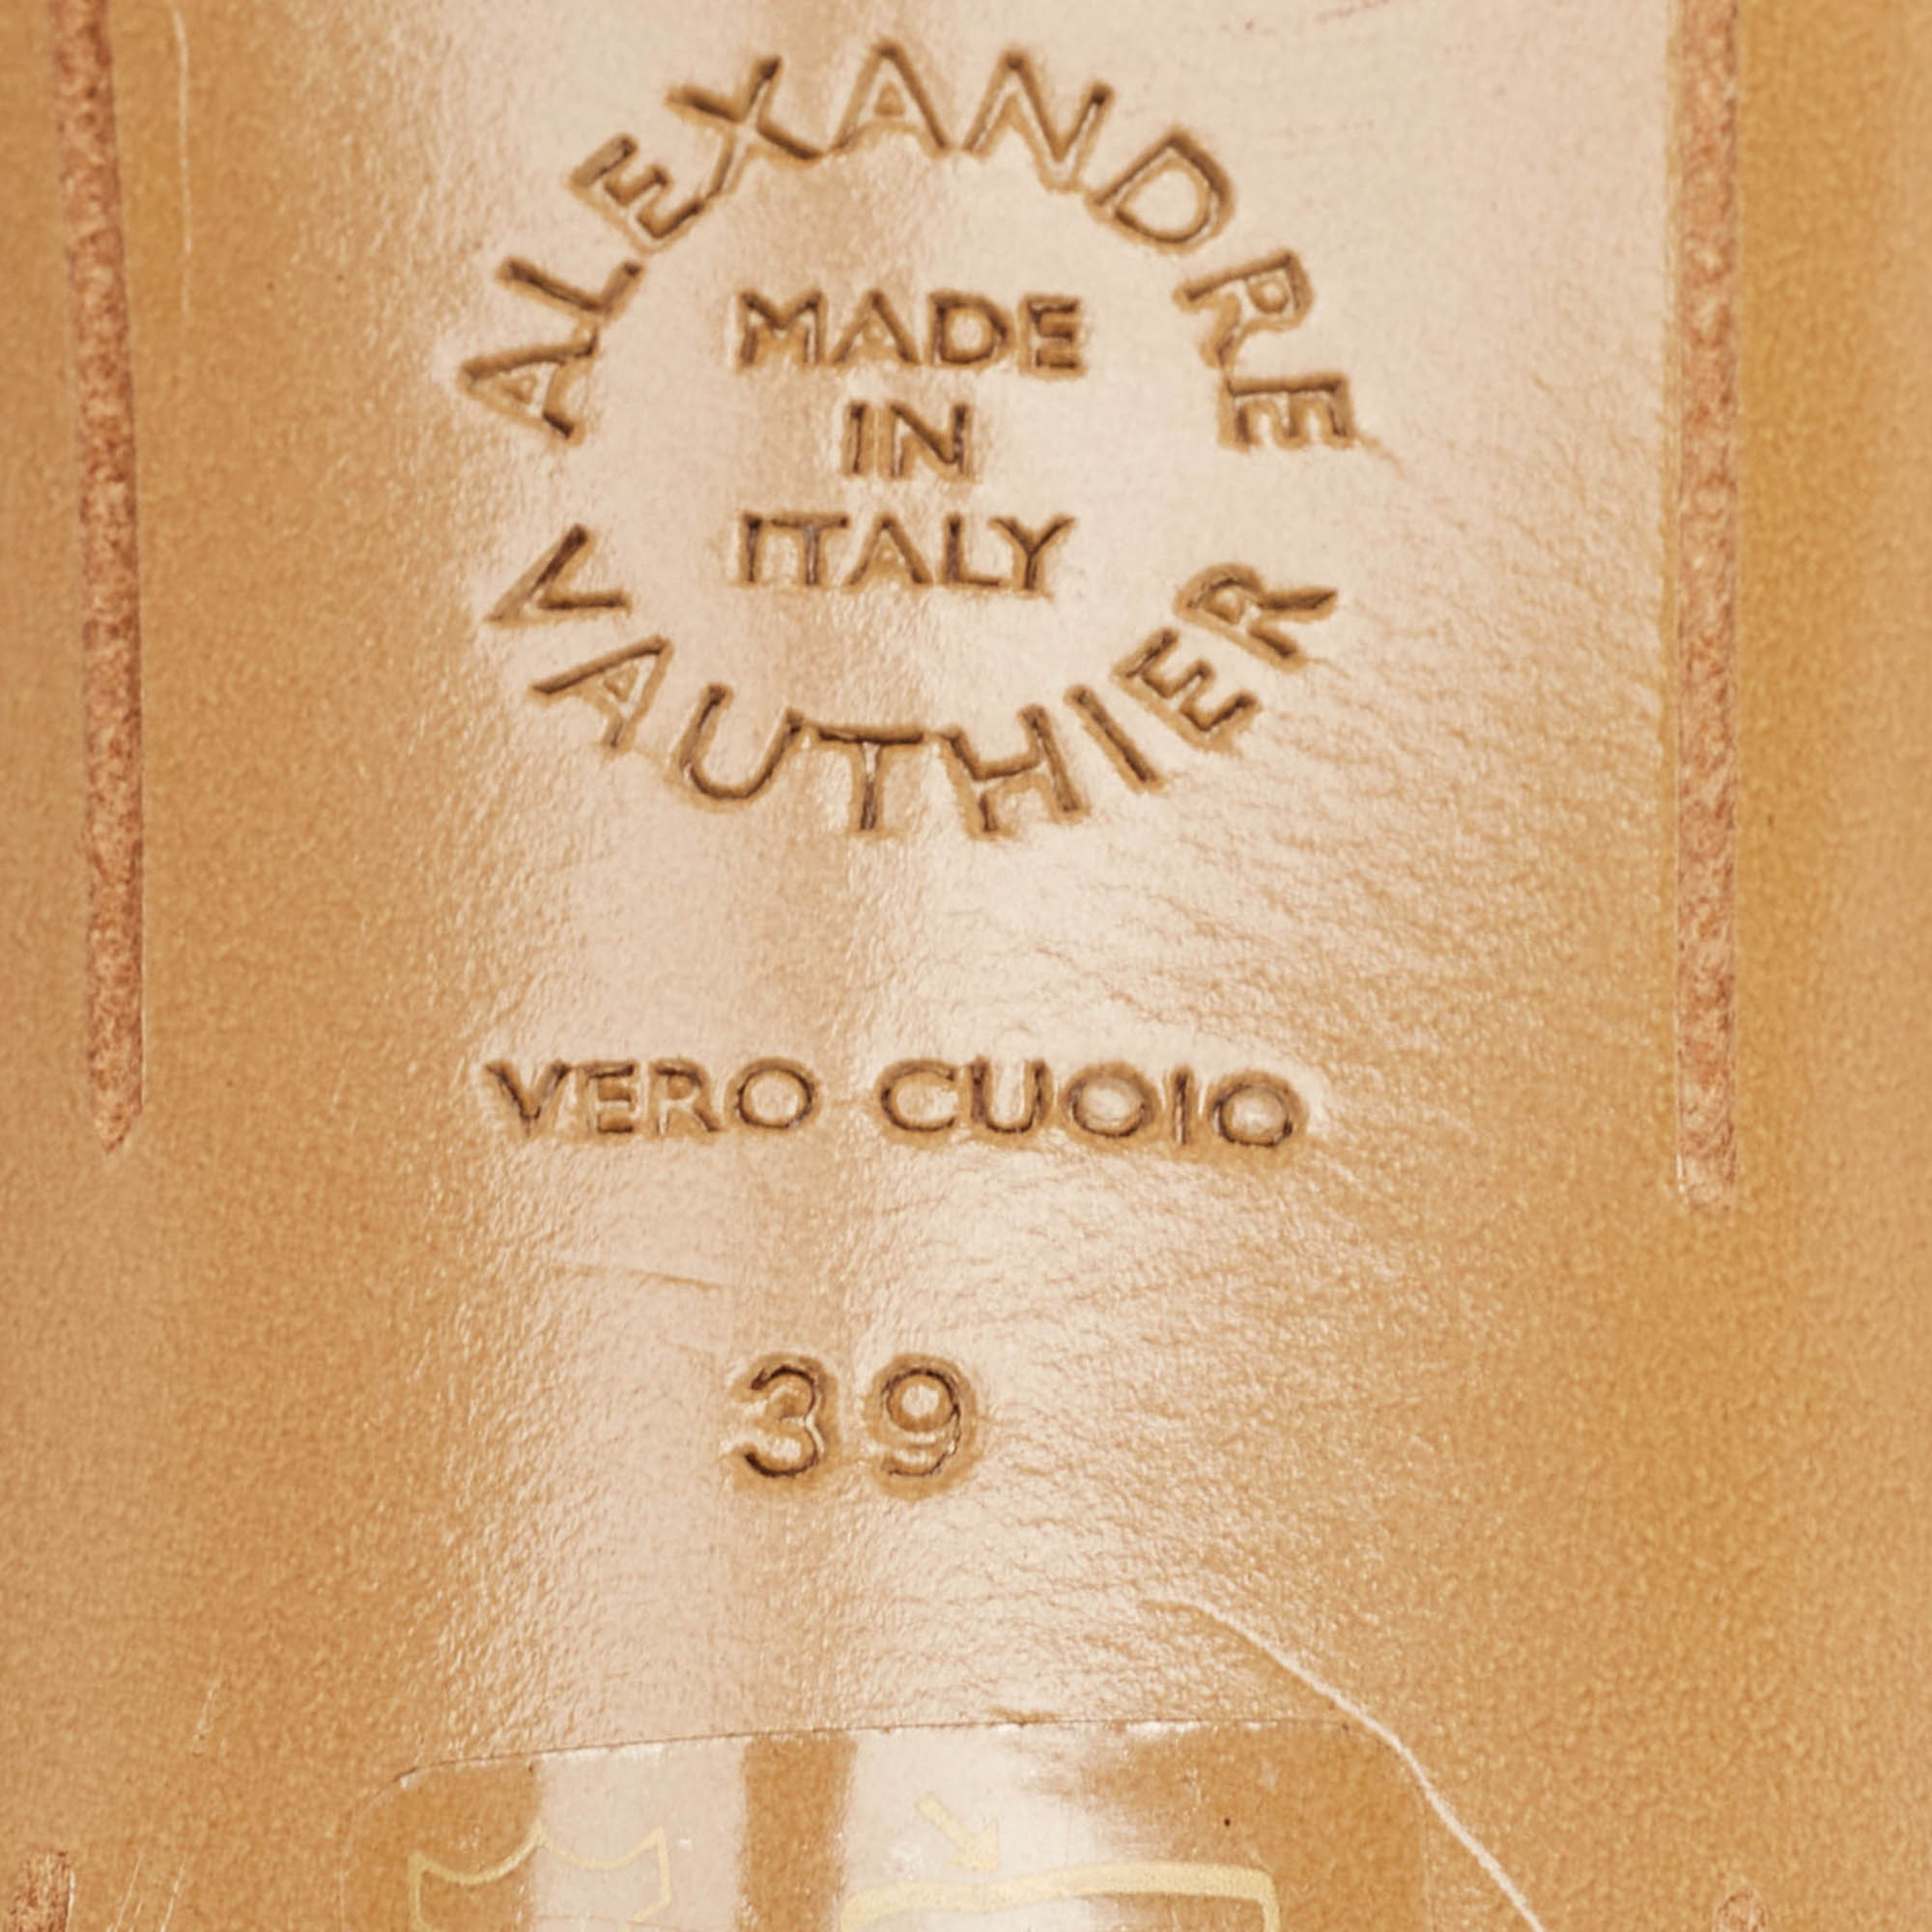 ALEXANDRE
MADE
IN
ITALY
VAUTHIER
VERO CUOIO
39